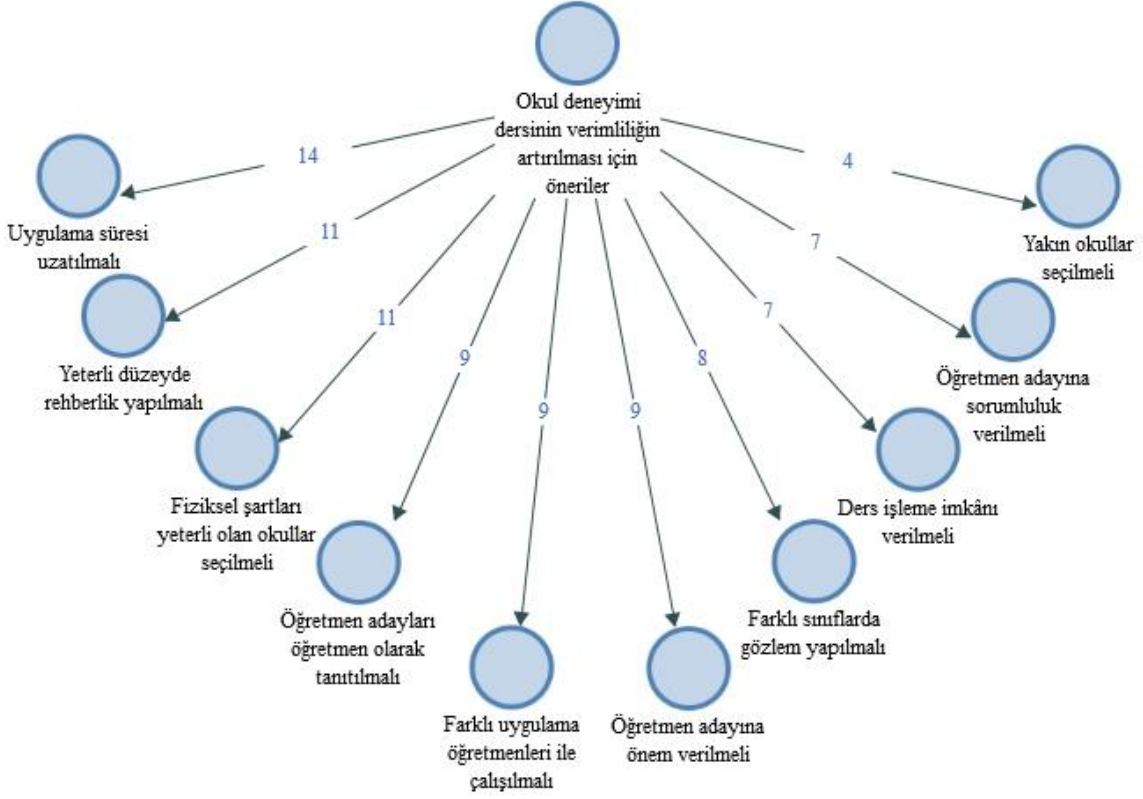 Okul deneyimi
dersinin verimliliğin
artırılması için
öneriler
14
11
11
9
9
9
8
7
7
4
Uygulama süresi
uzatılmalı
Yeterli düzeyde
rehberlik yapılmalı
Fiziksel şartları
yeterli olan okullar
seçilmeli
Öğretmen adayları
öğretmen olarak
tanıtılmalı
Farklı uygulama
öğretmenleri ile
çalışılmalı
Öğretmen adayına
önem verilmeli
Farklı sınıflarda
gözlem yapılmalı
Ders işleme imkânı
verilmeli
Öğretmen adayına
sorumluluk
verilmeli
Yakın okullar
seçilmeli